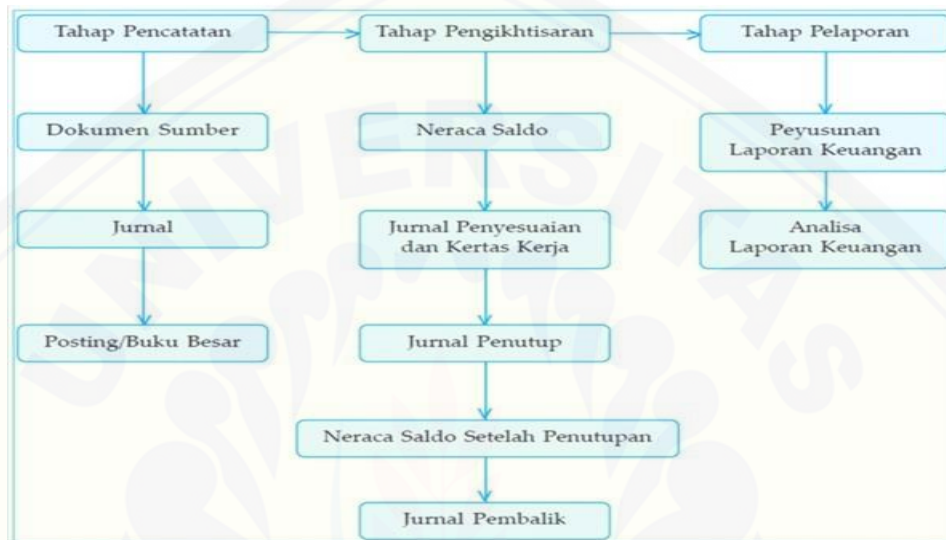 Tahap Pencatatan
Tahap Pengikhtisaran
Tahap Pelaporan
Dokumen Sumber
Neraca Saldo
Peyusunan
Laporan Keuangan
Jurnal
Jurnal Penyesuaian
dan Kertas Kerja
Analisa
Laporan Keuangan
Posting/Buku Besar
Jurnal Penutup
Neraca Saldo Setelah Penutupan
Jurnal Pembalik
UNIVERSITAS